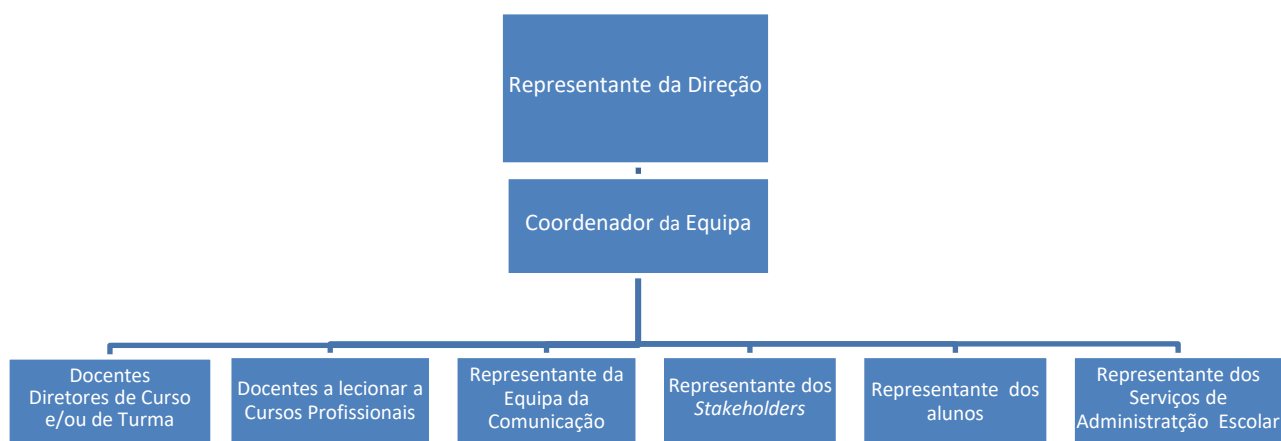 Representante da Direção
Coordenador da Equipa
Docentes
Diretores de Curso
e/ou de Turma
Docentes a lecionar a
Cursos Profissionais
Representante da
Equipa da
Comunicação
Representante dos
Stakeholders
Representante dos
alunos
Representante dos
Serviços de
Administratção Escolar